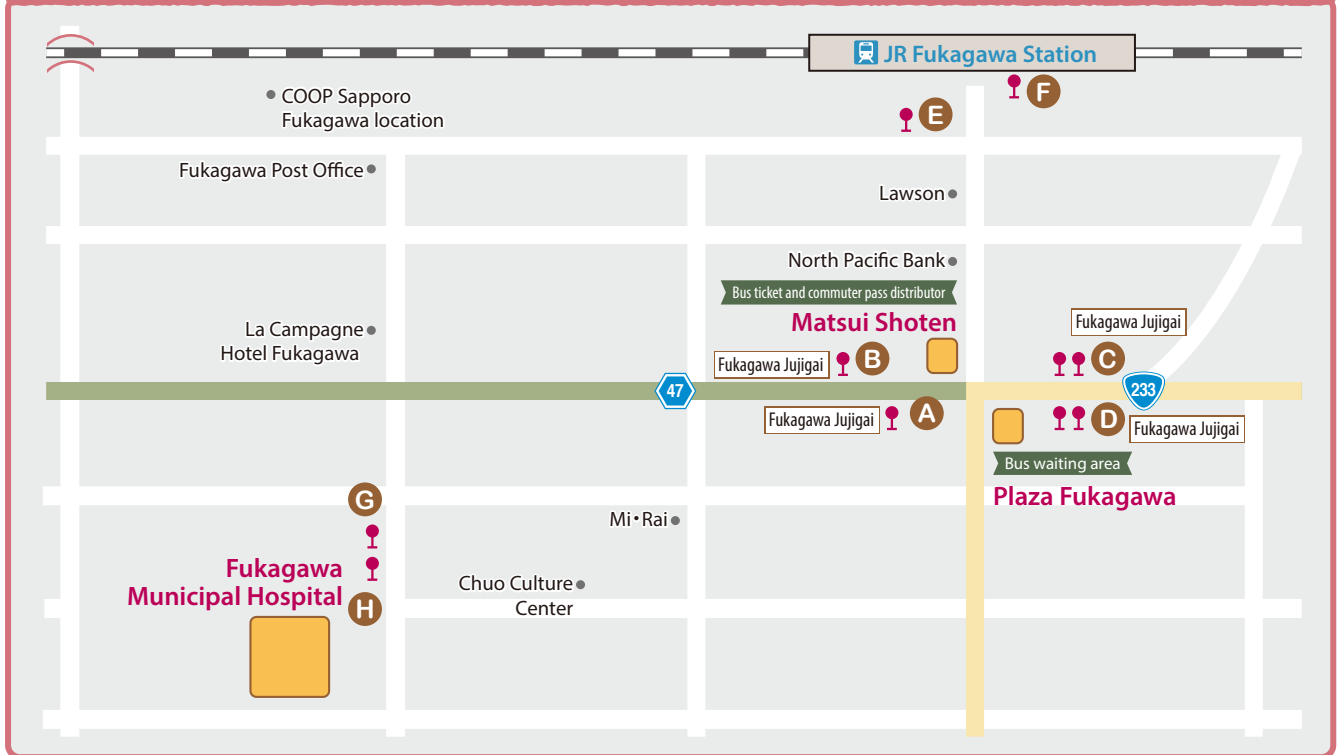 JR Fukagawa Station
F
E
COOP Sapporo
Fukagawa location
Fukagawa Post Office
Lawson
North Pacific Bank
Bus ticket and commuter pass distributor
Matsui Shoten
Fukagawa Jujigai
La Campagne
Hotel Fukagawa
Fukagawa Jujigai
B
C
47
233
Fukagawa Jujigai
A
D
Fukagawa Jujigai
Bus waiting area
Plaza Fukagawa
G
Mi・Rai
Fukagawa
Municipal Hospital
H
Chuo Culture
Center